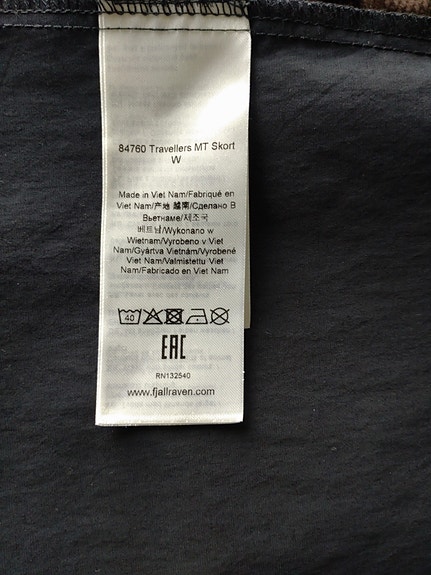 84760 Travellers MT Skort
W
Made in Viet Nam/Fabriqué en
Viet Nam/产地 越南/Сделано В
Вьетнаме/제조국
베트남/Wykonano w
Wietnam/Vyrobeno v Viet
Nam/Gyártva Vietnám/Vyrobené
Viet Nam/Valmistettu Viet
Nam/Fabricado en Viet Nam
40
EAC
RN132540
www.fjallraven.com